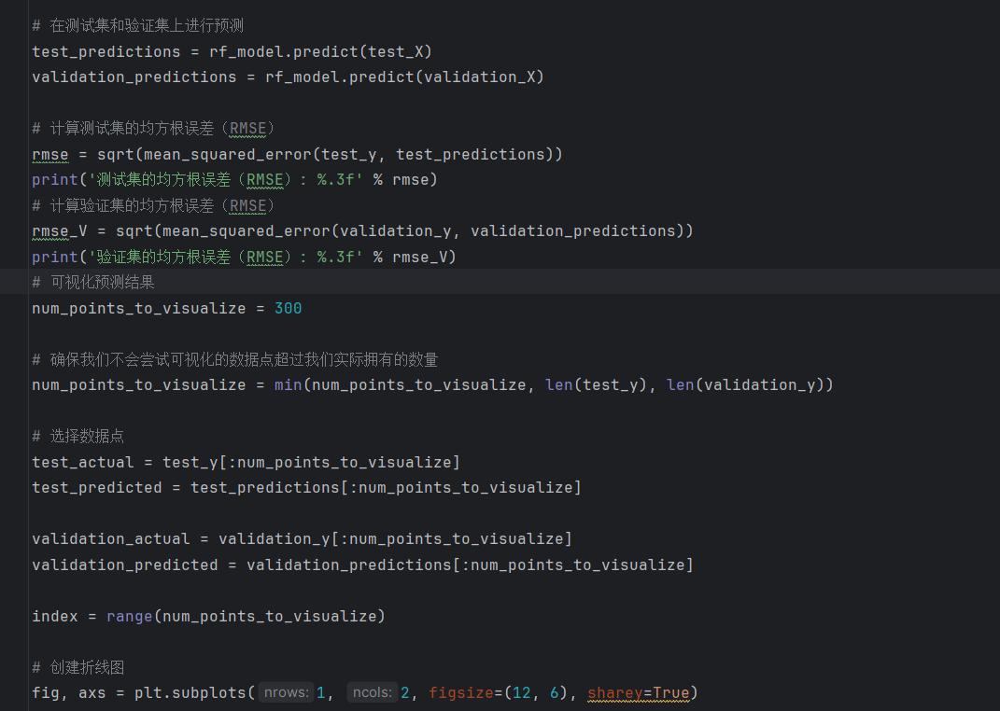 # 在测试集和验证集上进行预测
test_predictions = rf_model.predict(test_X)
validation_predictions = rf_model.predict(validation_X)
# 计算测试集的均方根误差（RMSE）
rmse = sqrt(mean_squared_error(test_y, test_predictions))
print('测试集的均方根误差（RMSE）: %.3f' % rmse)
# 计算验证集的均方根误差（RMSE）
rmse_V = sqrt(mean_squared_error(validation_y, validation_predictions))
print('验证集的均方根误差（RMSE）: %.3f' % rmse_V)
# 可视化预测结果
num_points_to_visualize = 300
# 确保我们不会尝试可视化的数据点超过我们实际拥有的数量
num_points_to_visualize = min(num_points_to_visualize, len(test_y), len(validation_y))
# 选择数据点
test_actual = test_y[:num_points_to_visualize]
test_predicted = test_predictions[:num_points_to_visualize]
validation_actual = validation_y[:num_points_to_visualize]
validation_predicted = validation_predictions[:num_points_to_visualize]
index = range(num_points_to_visualize)
# 创建折线图
fig, axs = plt.subplots( nrows: 1, ncols: 2, figsize=(12, 6), sharey=True)